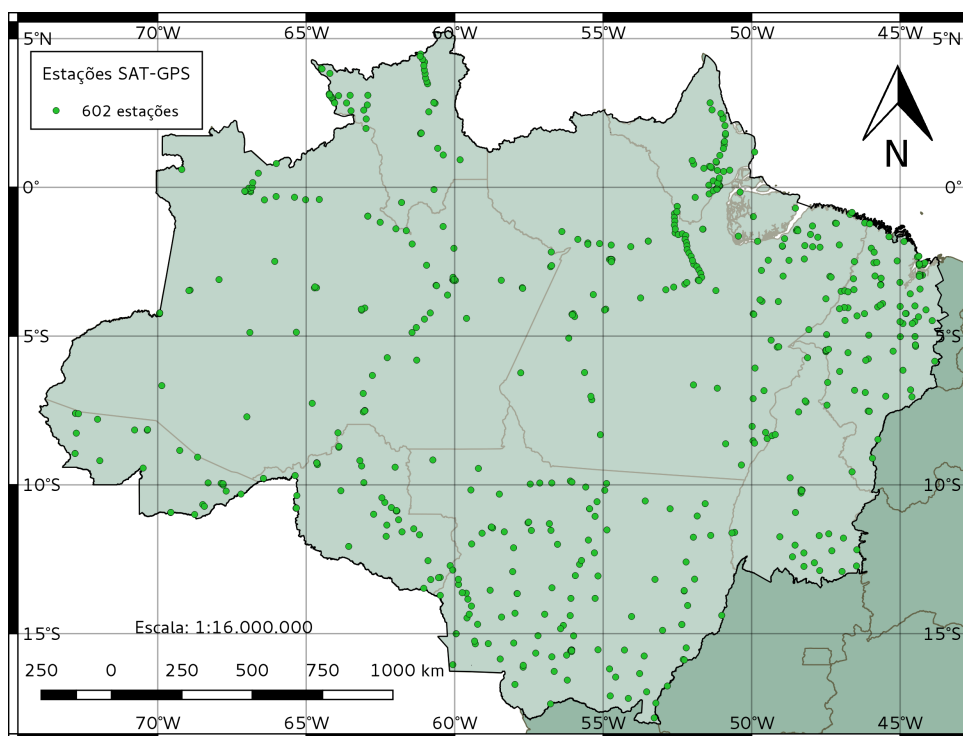 70°W 65°W 60°W 55°W 50°W 45°W
5°N 5°N
Estações SAT-GPS
602 estações
N
0° 0°
5°S 5°S
10°S 10°S
Escala: 1:16.000.000
15°S 15°S
250 0 250 500 750 1000 km
70°W 65°W 60°W 55°W 50°W 45°W